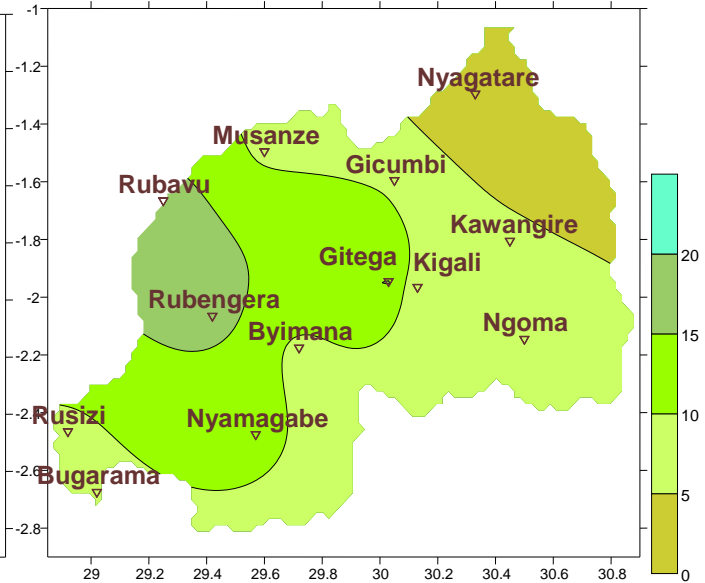 -1
-1.2
Nyagatare
-1.4
Musanze
Gicumbi
-1.6
Rubavu
Kawangire
-1.8
Gitega
Kigali
20
-2
Rubengera
Ngoma
Byimana
15
-2.2
-2.4
Rusizi
Nyamagabe
10
-2.6
Bugarama
5
-2.8
0
29 29.2 29.4 29.6 29.8 30 30.2 30.4 30.6 30.8